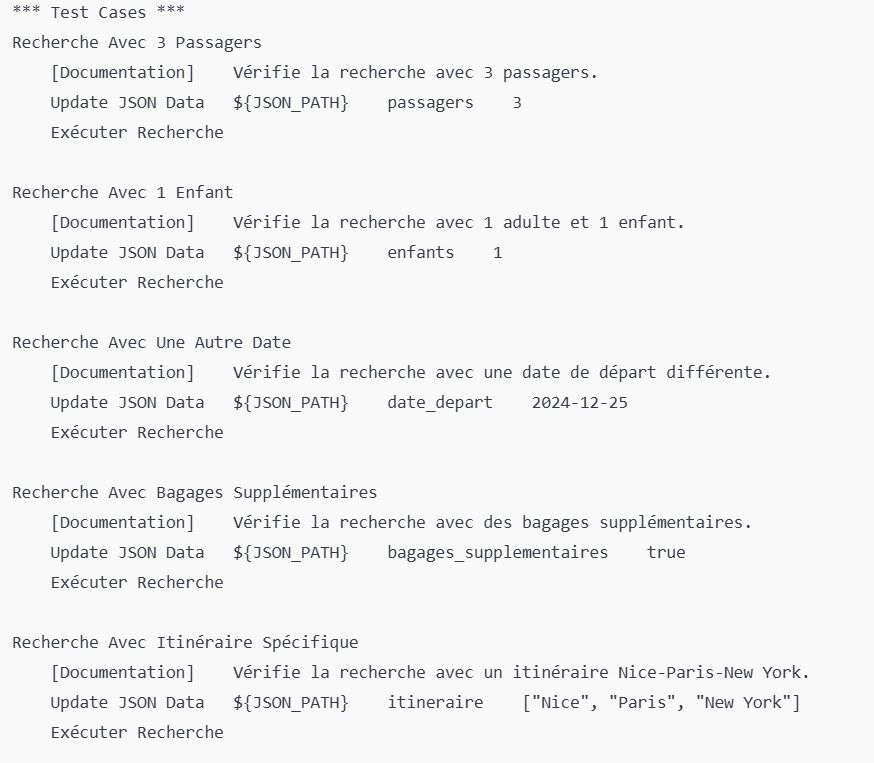 *** Test Cases ***
Recherche Avec 3 Passagers
    [Documentation]    Vérifie la recherche avec 3 passagers.
    Update JSON Data   ${JSON_PATH}    passagers    3
    Exécuter Recherche

Recherche Avec 1 Enfant
    [Documentation]    Vérifie la recherche avec 1 adulte et 1 enfant.
    Update JSON Data   ${JSON_PATH}    enfants    1
    Exécuter Recherche

Recherche Avec Une Autre Date
    [Documentation]    Vérifie la recherche avec une date de départ différente.
    Update JSON Data   ${JSON_PATH}    date_depart    2024-12-25
    Exécuter Recherche

Recherche Avec Bagages Supplémentaires
    [Documentation]    Vérifie la recherche avec des bagages supplémentaires.
    Update JSON Data   ${JSON_PATH}    bagages_supplementaires    true
    Exécuter Recherche

Recherche Avec Itinéraire Spécifique
    [Documentation]    Vérifie la recherche avec un itinéraire Nice-Paris-New York.
    Update JSON Data   ${JSON_PATH}    itineraire    ["Nice", "Paris", "New York"]
    Exécuter Recherche